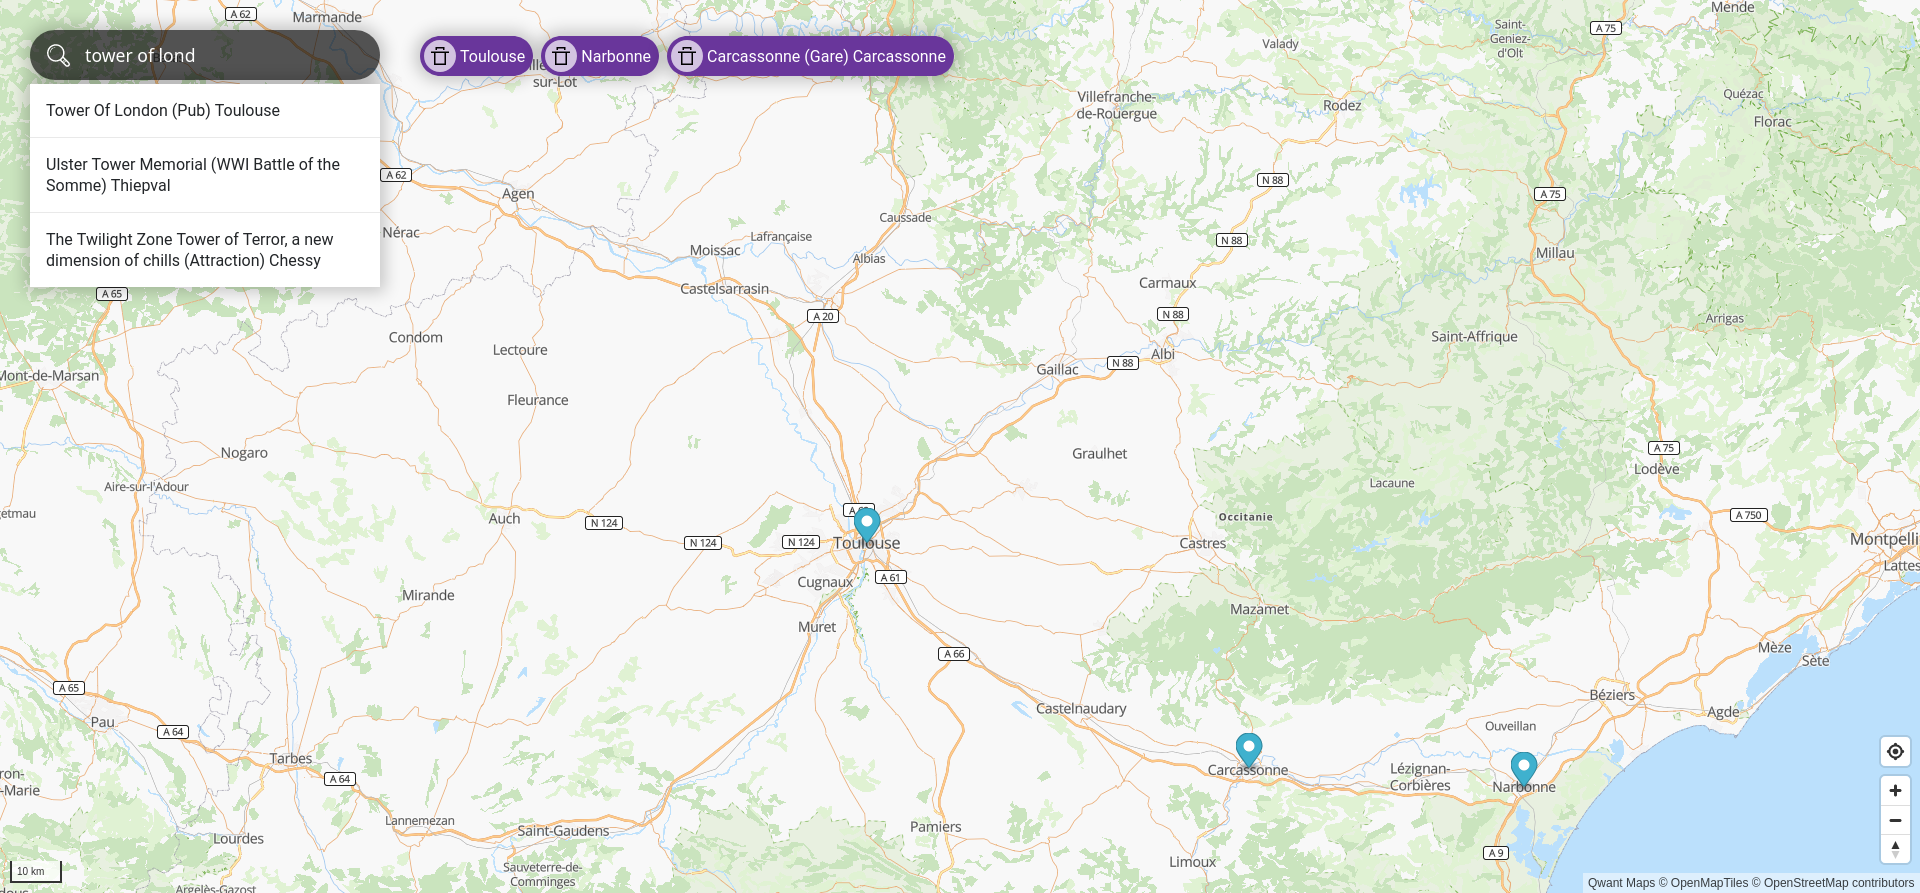 tower of lond
Toulouse
Narbonne
Carcassonne (Gare) Carcassonne
Tower Of London (Pub) Toulouse
Ulster Tower Memorial (WWI Battle of the
Somme) Thiepval
The Twilight Zone Tower of Terror, a new
dimension of chills (Attraction) Chessy
A 62
Marmande
sur-Lot
Villefranche-
de-Rouergue
Valady
Saint-
Geniez-
d'Olt
A 75
Mende
Rodez
Quézac
Florac
A 62
Agen
N 88
A 75
Nérac
Caussade
Lafrançaise
Moissac
Albias
N 88
Millau
Castelsarrasin
Carmaux
A 65
A 20
N 88
Arrigas
Condom
Saint-Affrique
Lectoure
Albi
N 88
Gaillac
Mont-de-Marsan
Fleurance
Nogaro
Graulhet
A 75
Lodève
Aire-sur-l'Adour
Lacaune
getmau
Auch
N 124
Occitanie
A 750
N 124
N 124
Toulouse
Castres
Montpelli
Lattes
Cugnaux
A 61
Mirande
Mazamet
Muret
A 66
Mèze
Sète
A 65
Béziers
Pau
A 64
Castelnaudary
Agde
Ouveillan
Tarbes
A 64
Carcassonne
Lézignan-
Corbières
Narbonne
ron-
-Marie
Lannemezan
Saint-Gaudens
Pamiers
Lourdes
A 9
Limoux
Sauveterre-de-
Comminges
10 km
Argelès-Gazost
Qwant Maps © OpenMapTiles © OpenStreetMap contributors